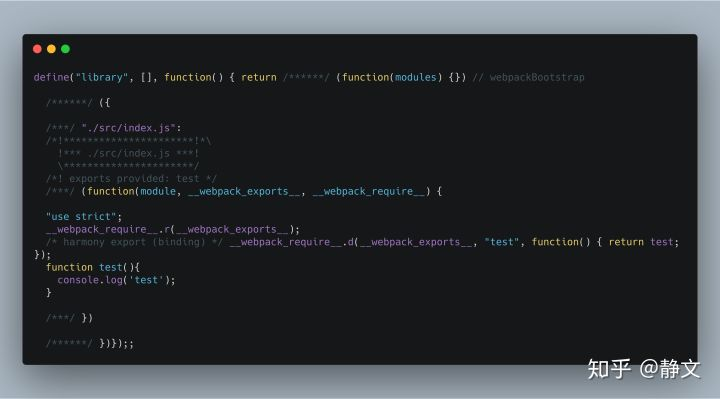 define("library", [], function() { return /******/ (function(modules) {}) // webpackBootstrap
/******/ ({
/***/ "./src/index.js":
/*!**********************!*\
!*** ./src/index.js ***!
\**********************/
/*! exports provided: test */
/***/ (function(module, __webpack_exports__, __webpack_require__) {
"use strict";
__webpack_require__.r(__webpack_exports__);
/* harmony export (binding) */ __webpack_require__.d(__webpack_exports__, "test", function() { return test;
});
function test(){
console.log('test');
}
/***/ })
/******/ })});;
知乎 @静文